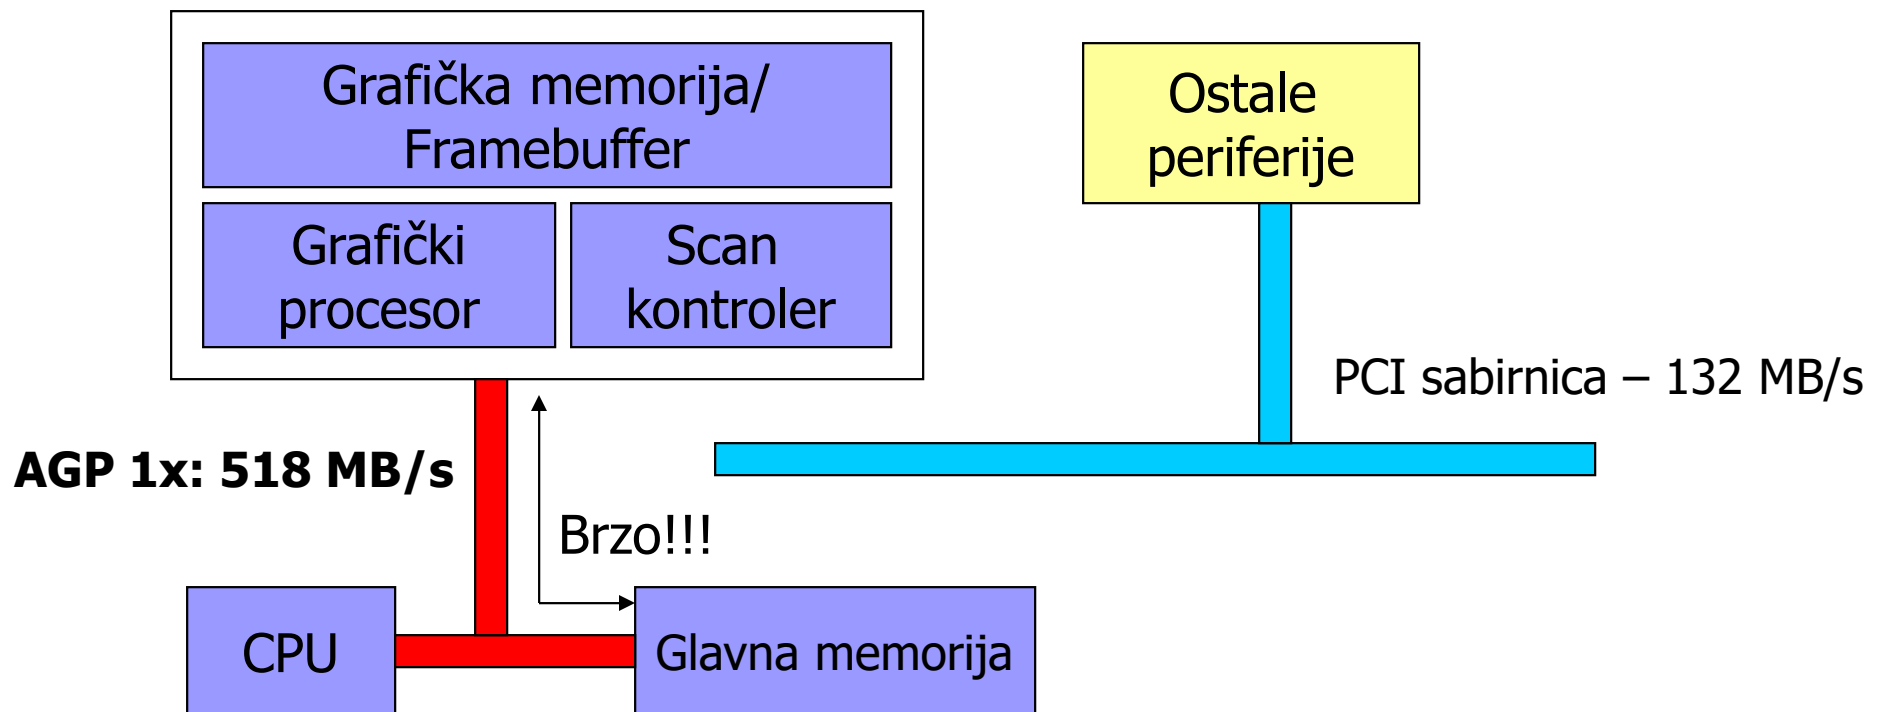 Grafička memorija/
Framebuffer
Grafički
procesor
Scan
kontroler
Ostale
periferije
PCI sabirnica – 132 MB/s
AGP 1x: 518 MB/s
Brzo!!!
CPU
Glavna memorija